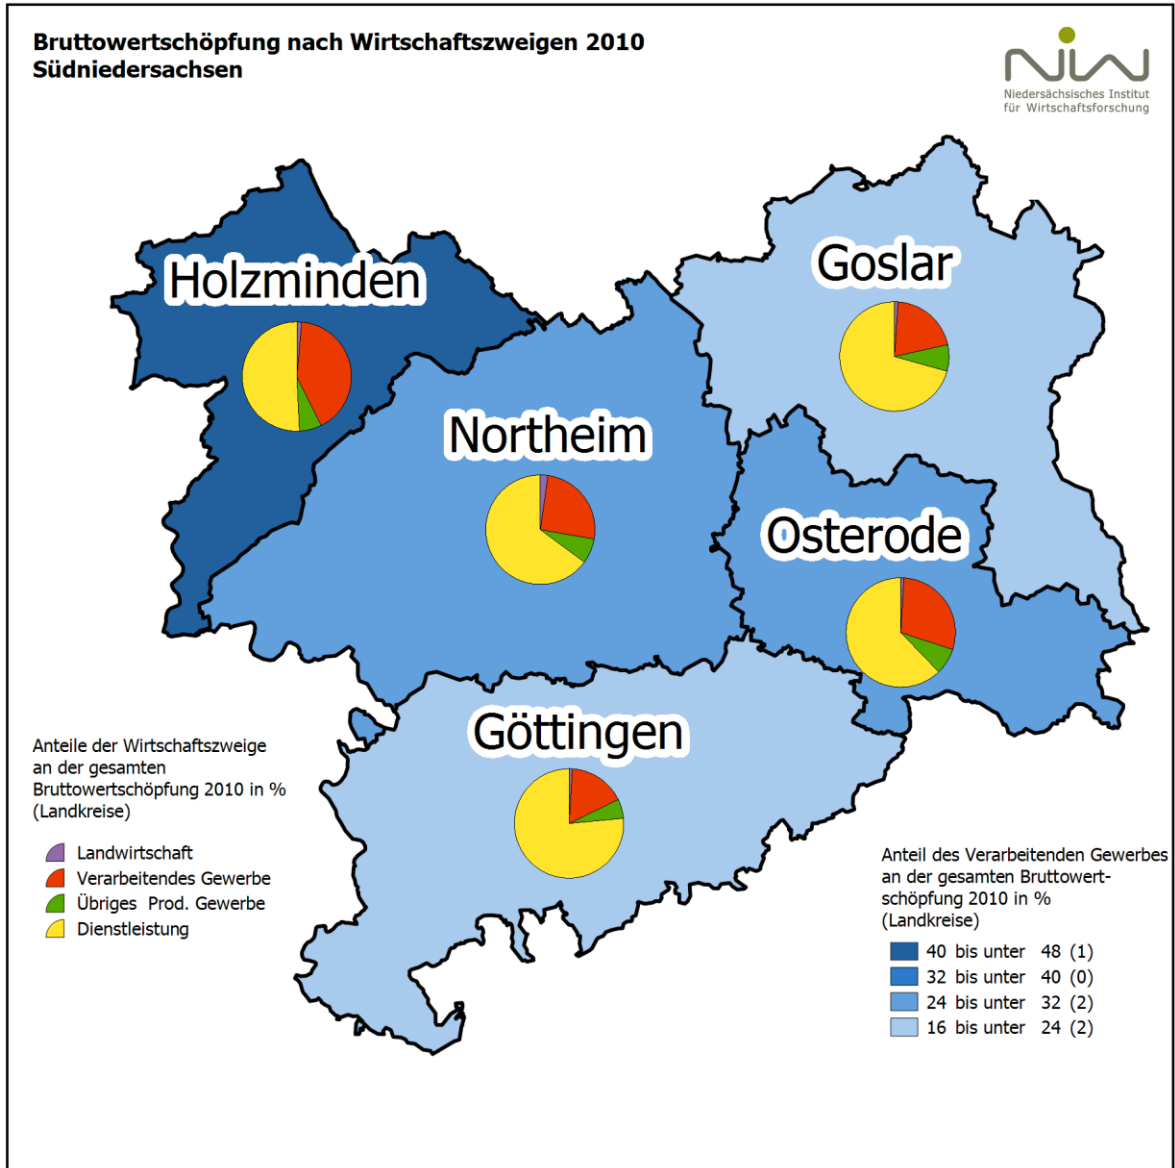 Bruttowertschöpfung nach Wirtschaftszweigen 2010
Südniedersachsen
NIW
Niedersächsisches Institut
für Wirtschaftsforschung
Holzminden
Goslar
Northeim
Osterode
Göttingen
Anteile der Wirtschaftszweige
an der gesamten
Bruttowertschöpfung 2010 in %
(Landkreise)
Landwirtschaft
Verarbeitendes Gewerbe
Übriges Prod. Gewerbe
Dienstleistung
Anteil des Verarbeitenden Gewerbes
an der gesamten Bruttowert-
schöpfung 2010 in %
(Landkreise)
40 bis unter 48 (1)
32 bis unter 40 (0)
24 bis unter 32 (2)
16 bis unter 24 (2)